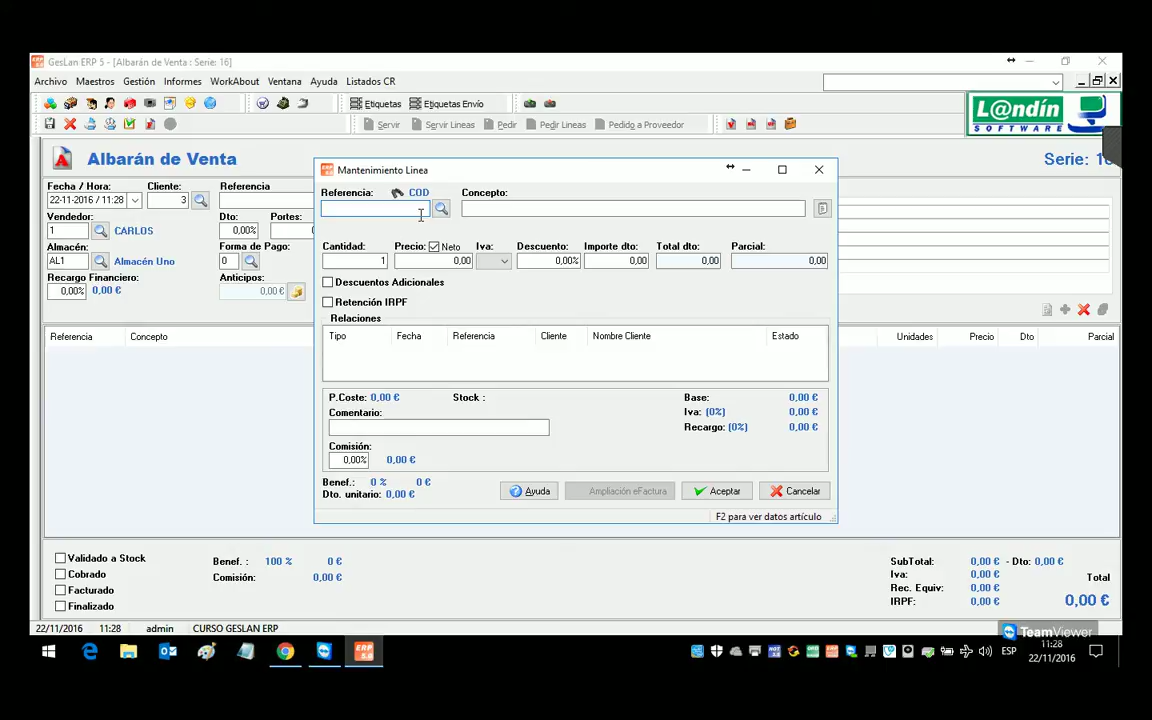 GesLan ERP 5 - [Albarán de Venta : Serie: 16]
Archivo Maestros Gestión Informes WorkAbout Ventana Ayuda Listados CR
Etiquetas Etiquetas Envío
Servir Servir Lineas Pedir Pedir Lineas Pedido a Proveedor
L@ndín
SOFTWARE
Albarán de Venta
Fecha / Hora: Cliente: Referencia
22-11-2016 / 11:28 3
Vendedor: Dto: Portes:
1 CARLOS 0,00%
Almacén: Forma de Pago:
AL1 Almacén Uno 0
Recargo Financiero: Anticipos:
0,00% 0,00 € 0,00 €
Referencia Concepto
Unidades Precio Dto Parcial
Mantenimiento Linea
Referencia: COD Concepto:
Cantidad: Precio: Neto Iva: Descuento: Importe dto: Total dto: Parcial:
1 0,00 0,00% 0,00 0,00 0,00
Descuentos Adicionales
Retención IRPF
Relaciones
Tipo Fecha Referencia Cliente Nombre Cliente Estado
P.Coste: 0,00 € Stock : Base: 0,00 €
Comentario: Iva: (0%) 0,00 €
Recargo: (0%) 0,00 €
Comisión:
0,00% 0,00 €
Benef.: 0 % 0 €
Dto. unitario: 0,00 €
Ayuda Ampliación eFactura Aceptar Cancelar
F2 para ver datos artículo
Validado a Stock Benef. : 100 % 0 €
Cobrado Comisión: 0,00 €
Facturado
Finalizado
SubTotal: 0,00 € - Dto: 0,00 €
Iva: 0,00 € Total
Rec. Equiv: 0,00 €
IRPF: 0,00 € 0,00 €
22/11/2016 11:28 admin CURSO GESLAN ERP
TeamViewer
11:28
ESP
22/11/2016